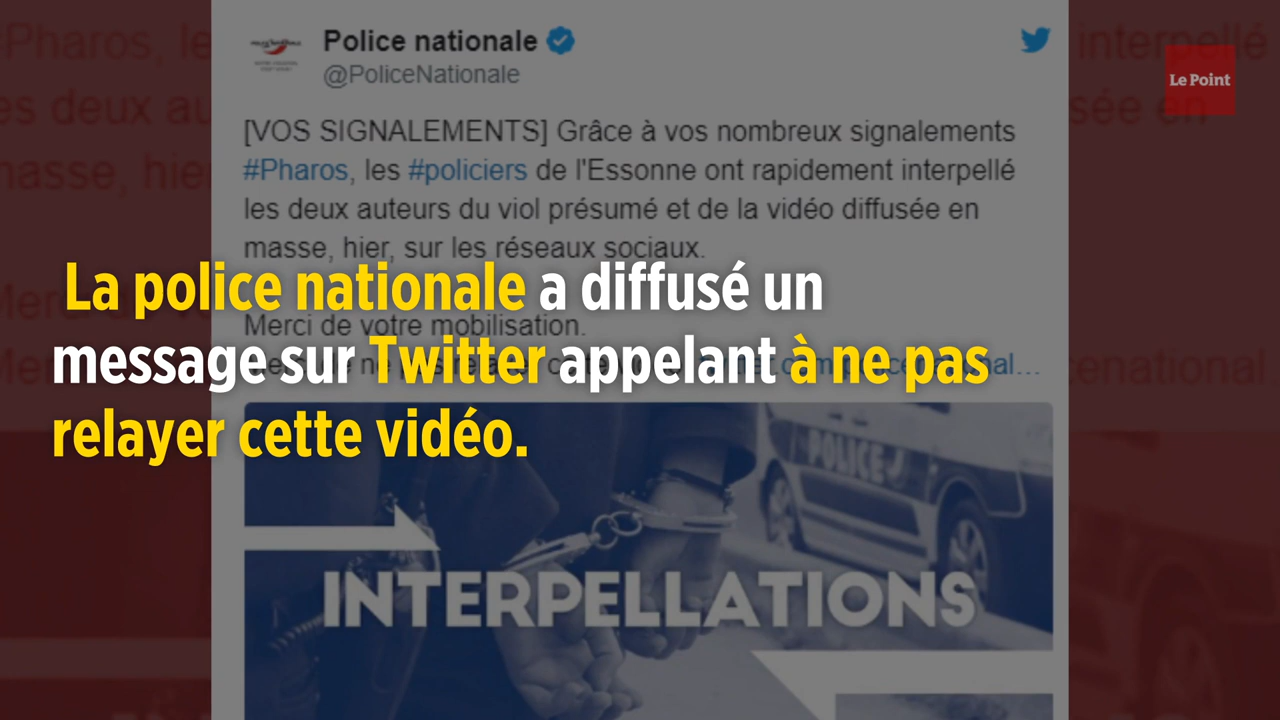 Police nationale
@PoliceNationale
Le Point
[VOS SIGNALEMENTS] Grâce à vos nombreux signalements
#Pharos, les #policiers de l'Essonne ont rapidement interpellé
les deux auteurs du viol présumé et de la vidéo diffusée en
masse, hier, sur les réseaux sociaux.
Merci de votre mobilisation.
La police nationale a diffusé un
message sur Twitter appelant à ne pas
relayer cette vidéo.
POLICE
INTERPELLATIONS